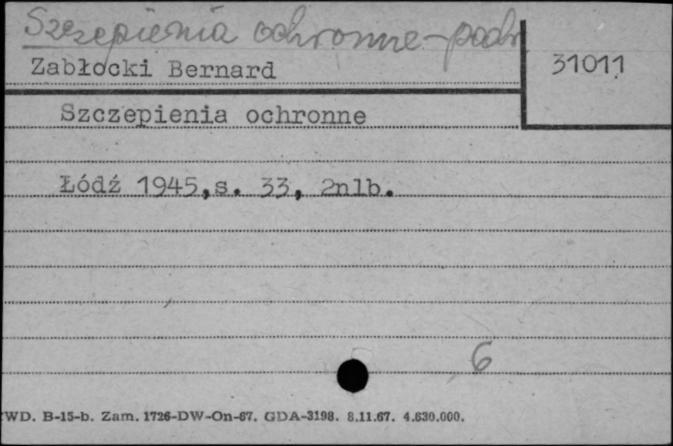 Szczepienia ochronne-podr
Zabłocki Bernard
31011
Szczepienia ochronne
Łódź 1945,s. 33, 2nlb.
6
WD. B-15-b. Zam. 1726-DW-On-67. GDA-3198. 8.11.67. 4.630.000.